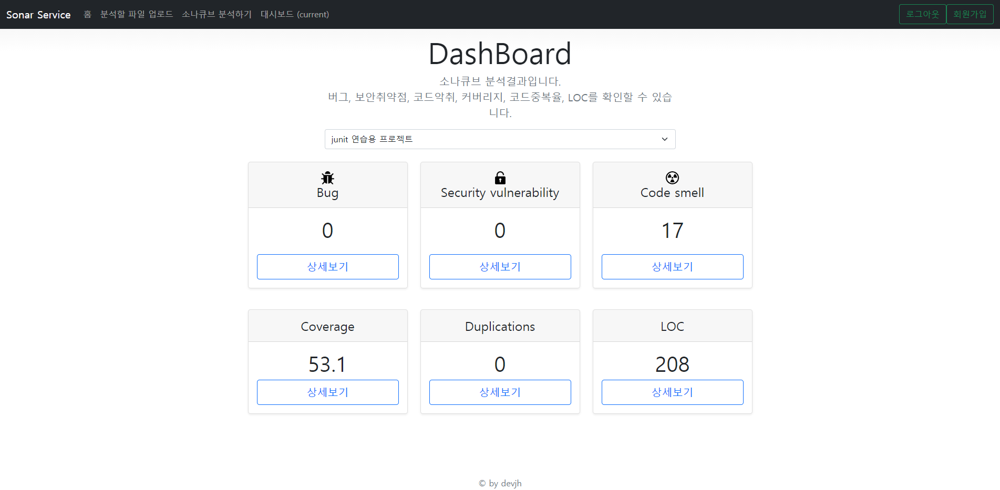 Sonar Service 홈 분석할 파일 업로드 소나큐브 분석하기 대시보드 (current) 로그아웃 회원가입
DashBoard
소나큐브 분석결과입니다.
버그, 보안취약점, 코드악취, 커버리지, 코드중복율, LOC를 확인할 수 있습
니다.
junit 연습용 프로젝트
Bug Security vulnerability Code smell
0 0 17
상세보기 상세보기 상세보기
Coverage Duplications LOC
53.1 0 208
상세보기 상세보기 상세보기
© by devjh